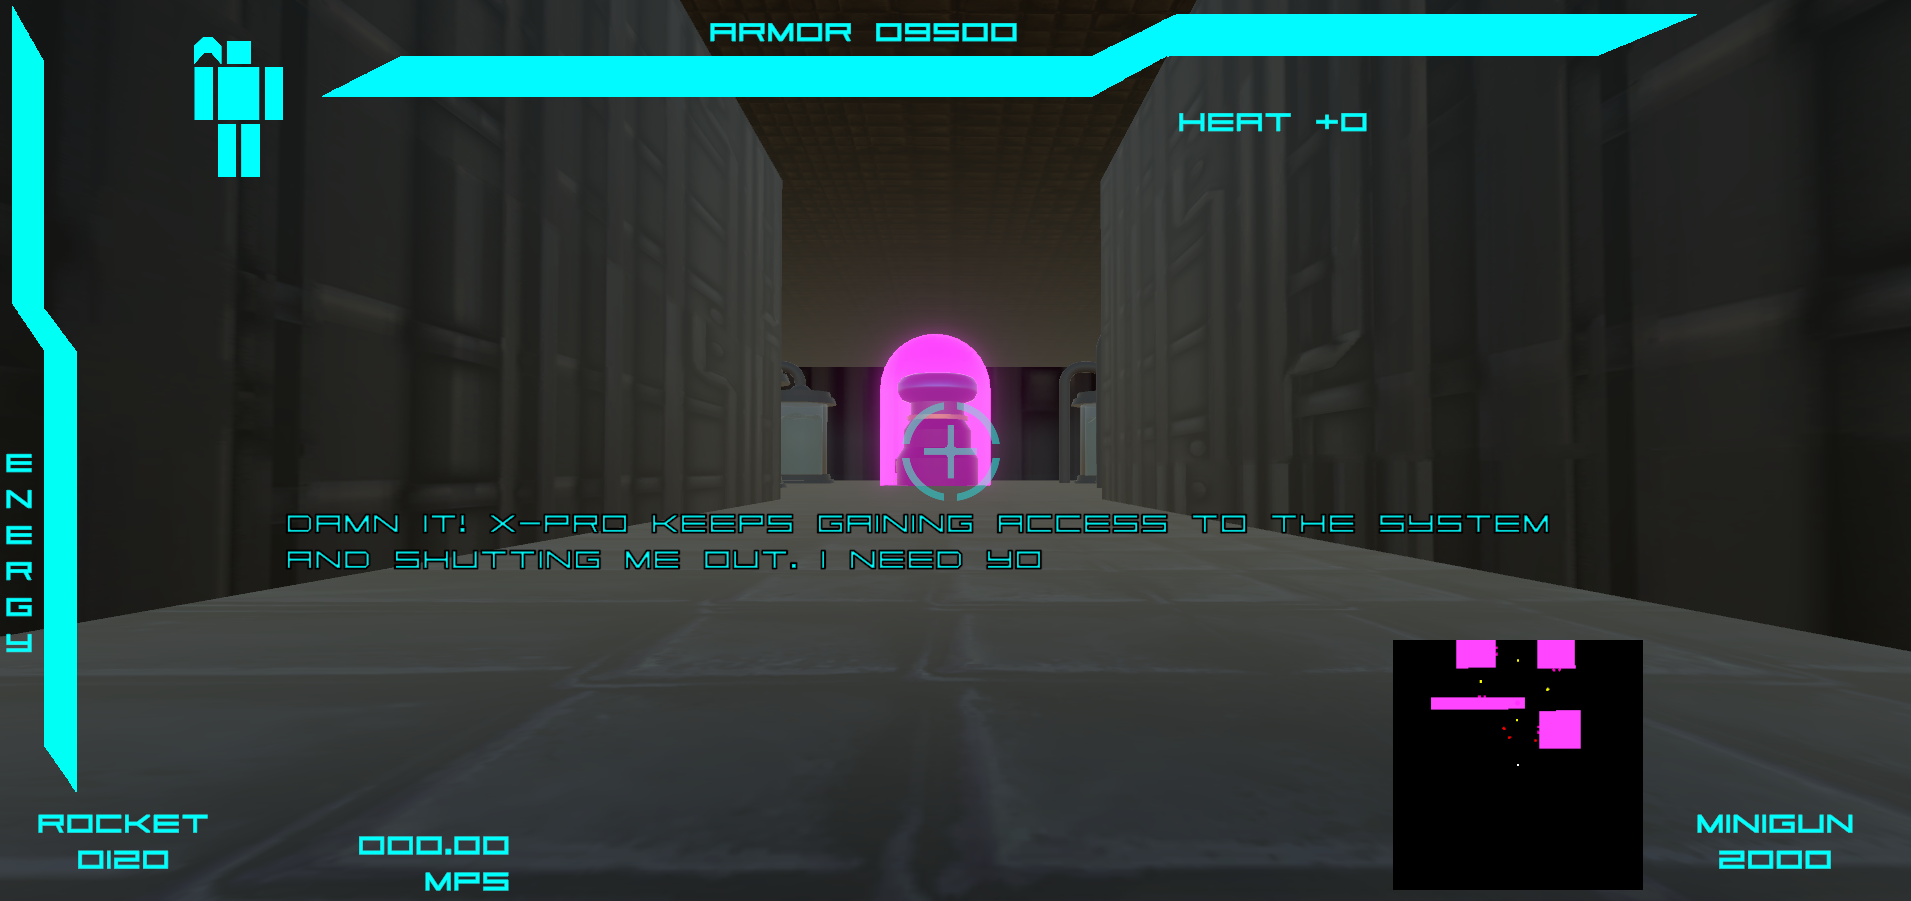 ARMOR 09500
HEAT +0
ENERGY
DAMN IT! X-PRO KEEPS GAINING ACCESS TO THE SYSTEM
AND SHUTTING ME OUT. I NEED YO
ROCKET
0120
000.00
MPS
MINIGUN
2000